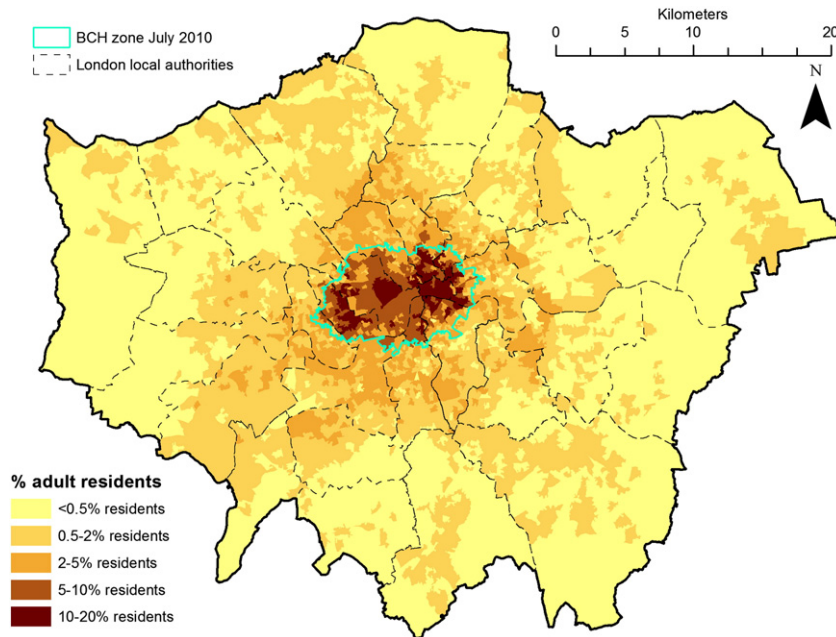 BCH zone July 2010
London local authorities
Kilometers
0 5 10 20
N
% adult residents
<0.5% residents
0.5-2% residents
2-5% residents
5-10% residents
10-20% residents